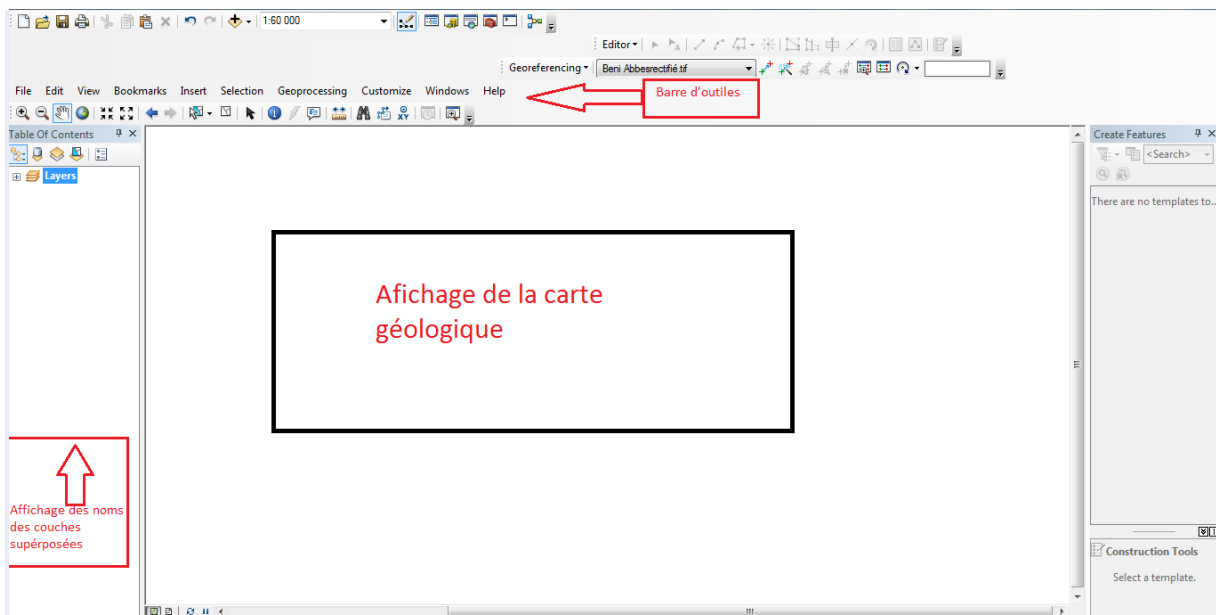 1:60 000
Editor
Georeferencing Beni Abbesrectifié.tif
File Edit View Bookmarks Insert Selection Geoprocessing Customize Windows Help
Barre d'outiles
Table Of Contents
Layers
Afichage de la carte
géologique
Affichage des noms
des couches
supérposées
Create Features
<Search>
There are no templates to...
Construction Tools
Select a template.